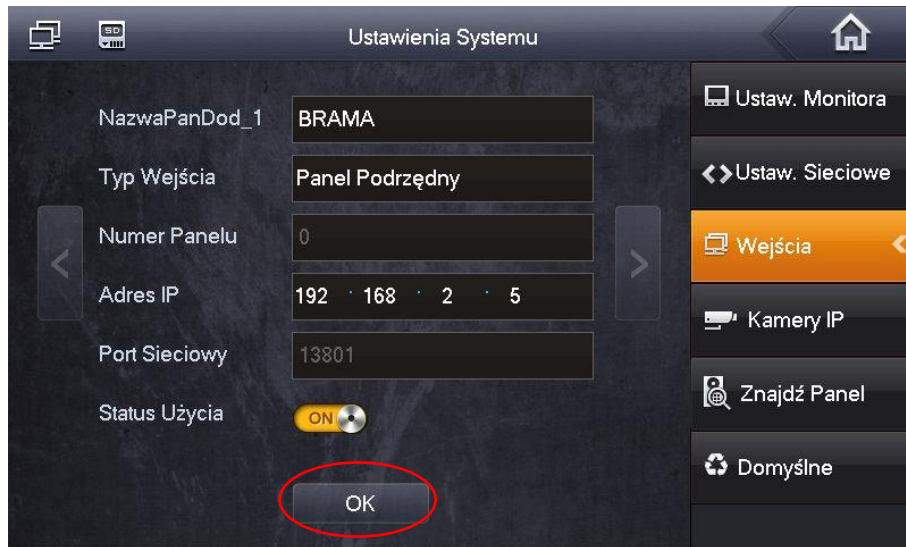 SD
Ustawienia Systemu
NazwaPanDod_1 BRAMA
Typ Wejścia Panel Podrzędny
Numer Panelu 0
Adres IP 192 · 168 · 2 · 5
Port Sieciowy 13801
Status Użycia ON
OK
Ustaw. Monitora
Ustaw. Sieciowe
Wejścia
Kamery IP
Znajdź Panel
Domyślne